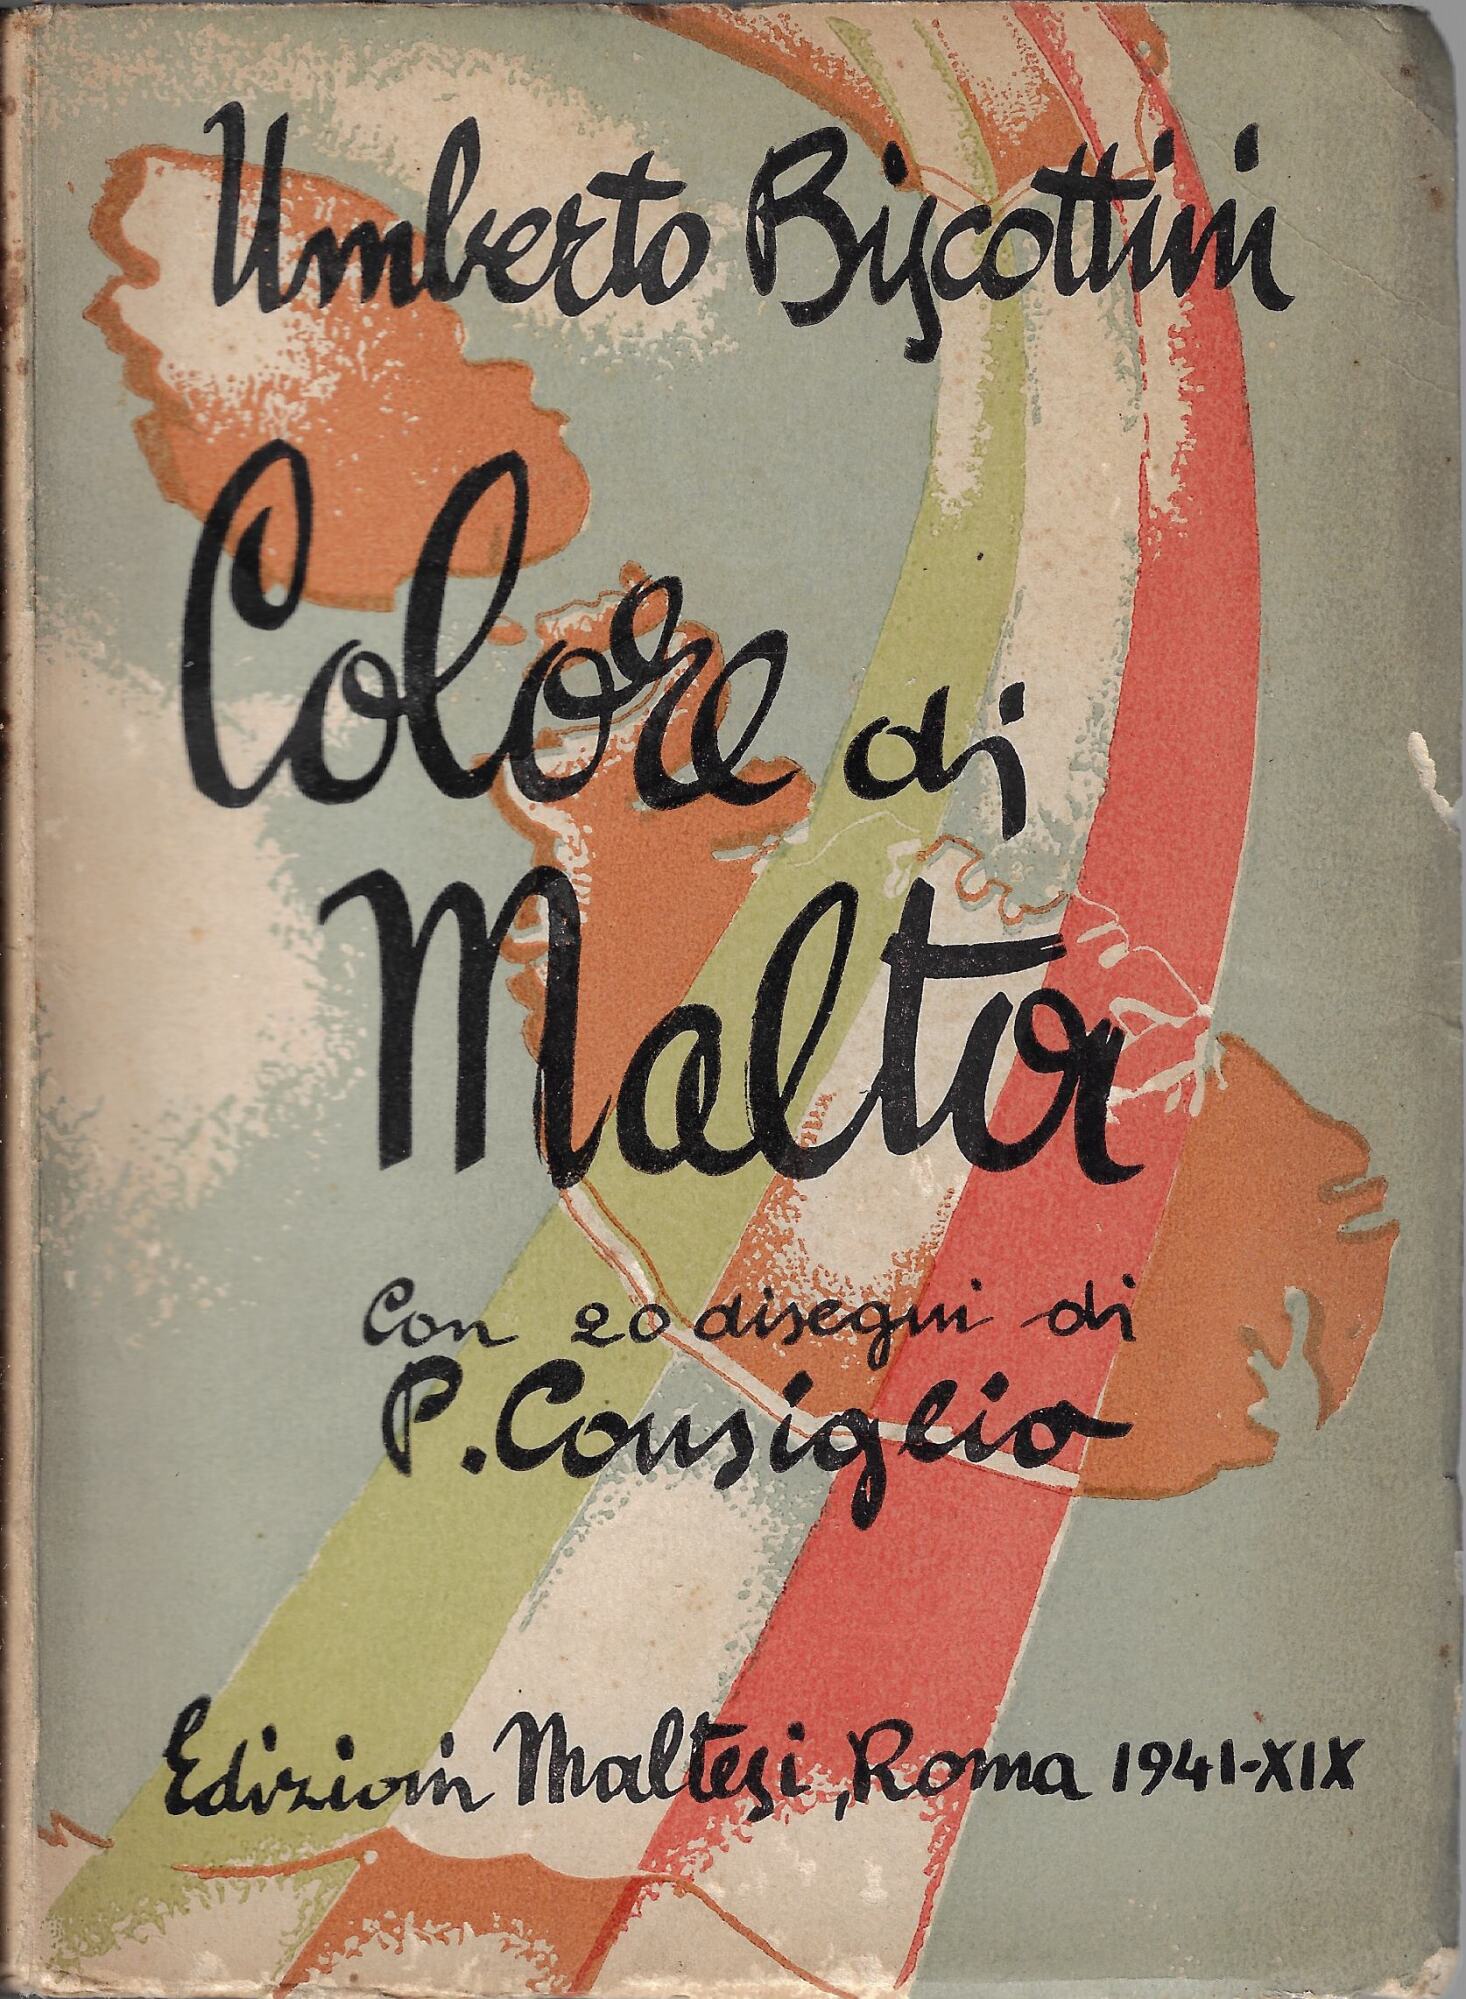 Umberto Biscottini
Colore di
Malta
con 20 disegni di
P. Consiglio
Edizioni Maltesi, Roma 1941-XIX